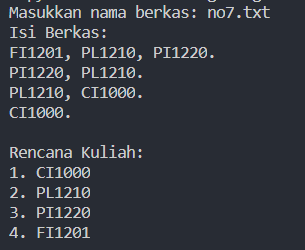 Masukkan nama berkas: no7.txt
Isi Berkas:
FI1201, PL1210, PI1220.
PI1220, PL1210.
PL1210, CI1000.
CI1000.
Rencana Kuliah:
1. CI1000
2. PL1210
3. PI1220
4. FI1201